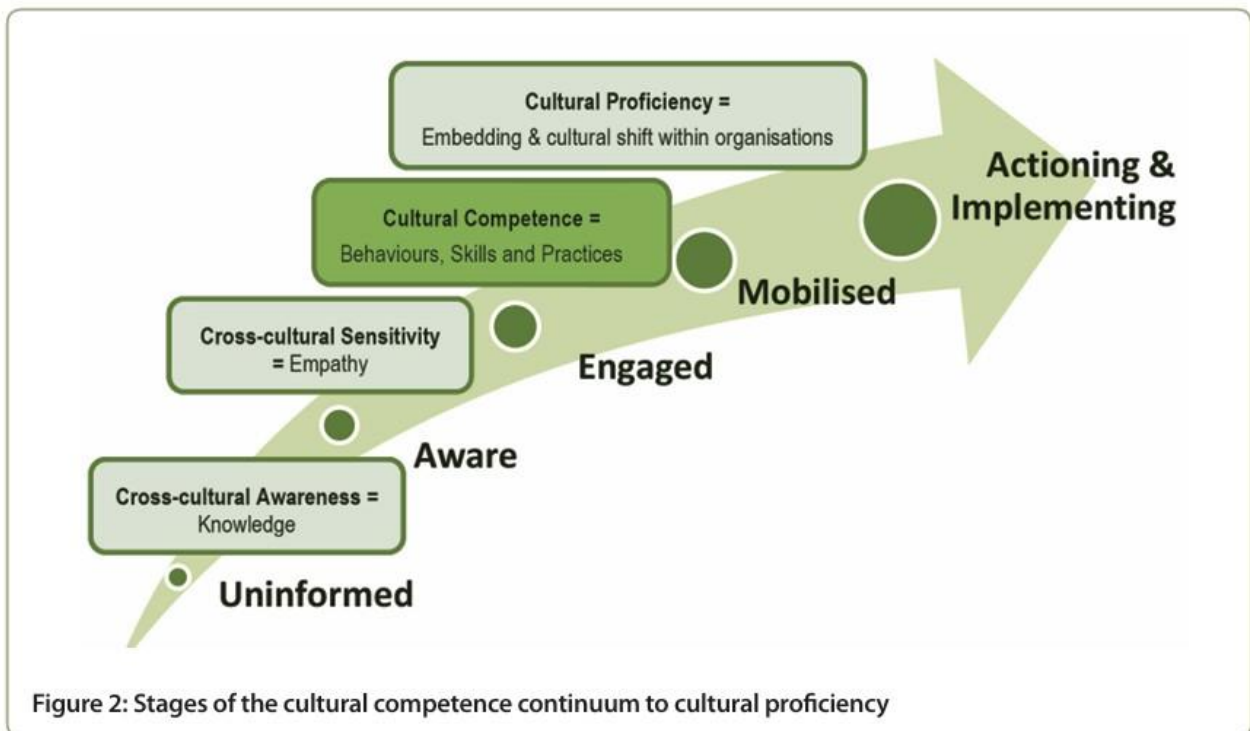 Cultural Proficiency =
Embedding & cultural shift within organisations
Actioning &
Implementing
Cultural Competence =
Behaviours, Skills and Practices
Mobilised
Cross-cultural Sensitivity
= Empathy
Engaged
Aware
Cross-cultural Awareness =
Knowledge
Uninformed
Figure 2: Stages of the cultural competence continuum to cultural proficiency